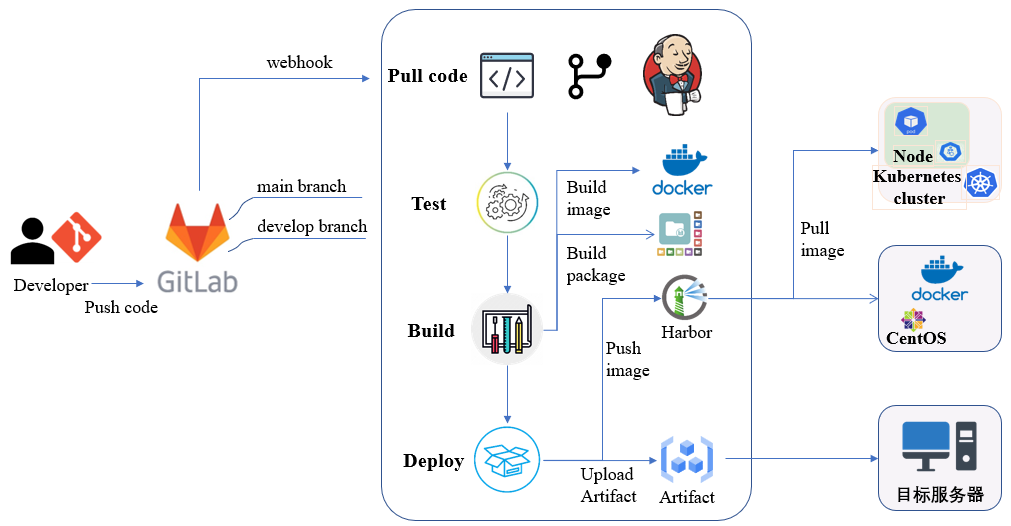 webhook
Pull code
main branch
develop branch
GitLab
Developer
Push code
Test
Build
image
docker
Build
package
Build
Harbor
Push
image
Deploy
Upload
Artifact
Artifact
Pull
image
pod
Node
Kubernetes
cluster
docker
CentOS
目标服务器